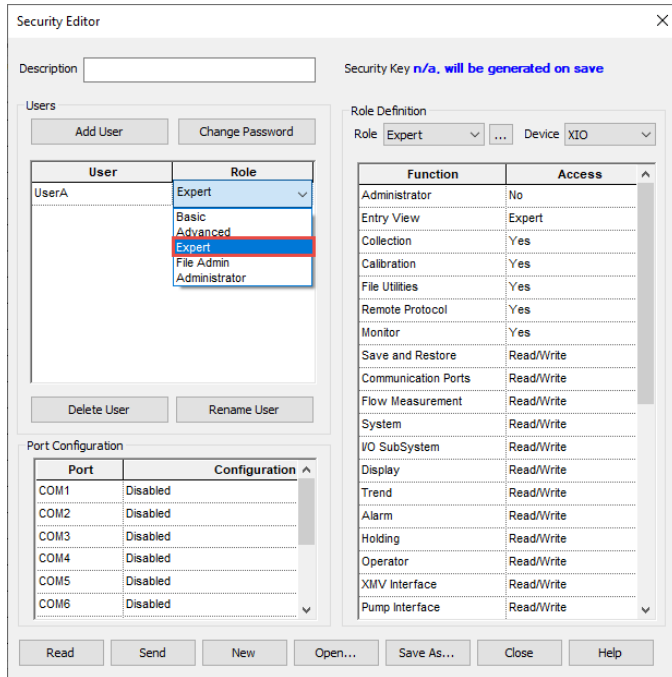 Security Editor
Description
Security Key n/a, will be generated on save
Users
Add User
Change Password
User Role
UserA Expert
Basic
Advanced
Expert
File Admin
Administrator
Delete User
Rename User
Port Configuration
Port Configuration
COM1 Disabled
COM2 Disabled
COM3 Disabled
COM4 Disabled
COM5 Disabled
COM6 Disabled
Role Definition
Role Expert ... Device XIO
Function Access
Administrator No
Entry View Expert
Collection Yes
Calibration Yes
File Utilities Yes
Remote Protocol Yes
Monitor Yes
Save and Restore Read/Write
Communication Ports Read/Write
Flow Measurement Read/Write
System Read/Write
I/O SubSystem Read/Write
Display Read/Write
Trend Read/Write
Alarm Read/Write
Holding Read/Write
Operator Read/Write
XMV Interface Read/Write
Pump Interface Read/Write
Read Send New Open... Save As... Close Help